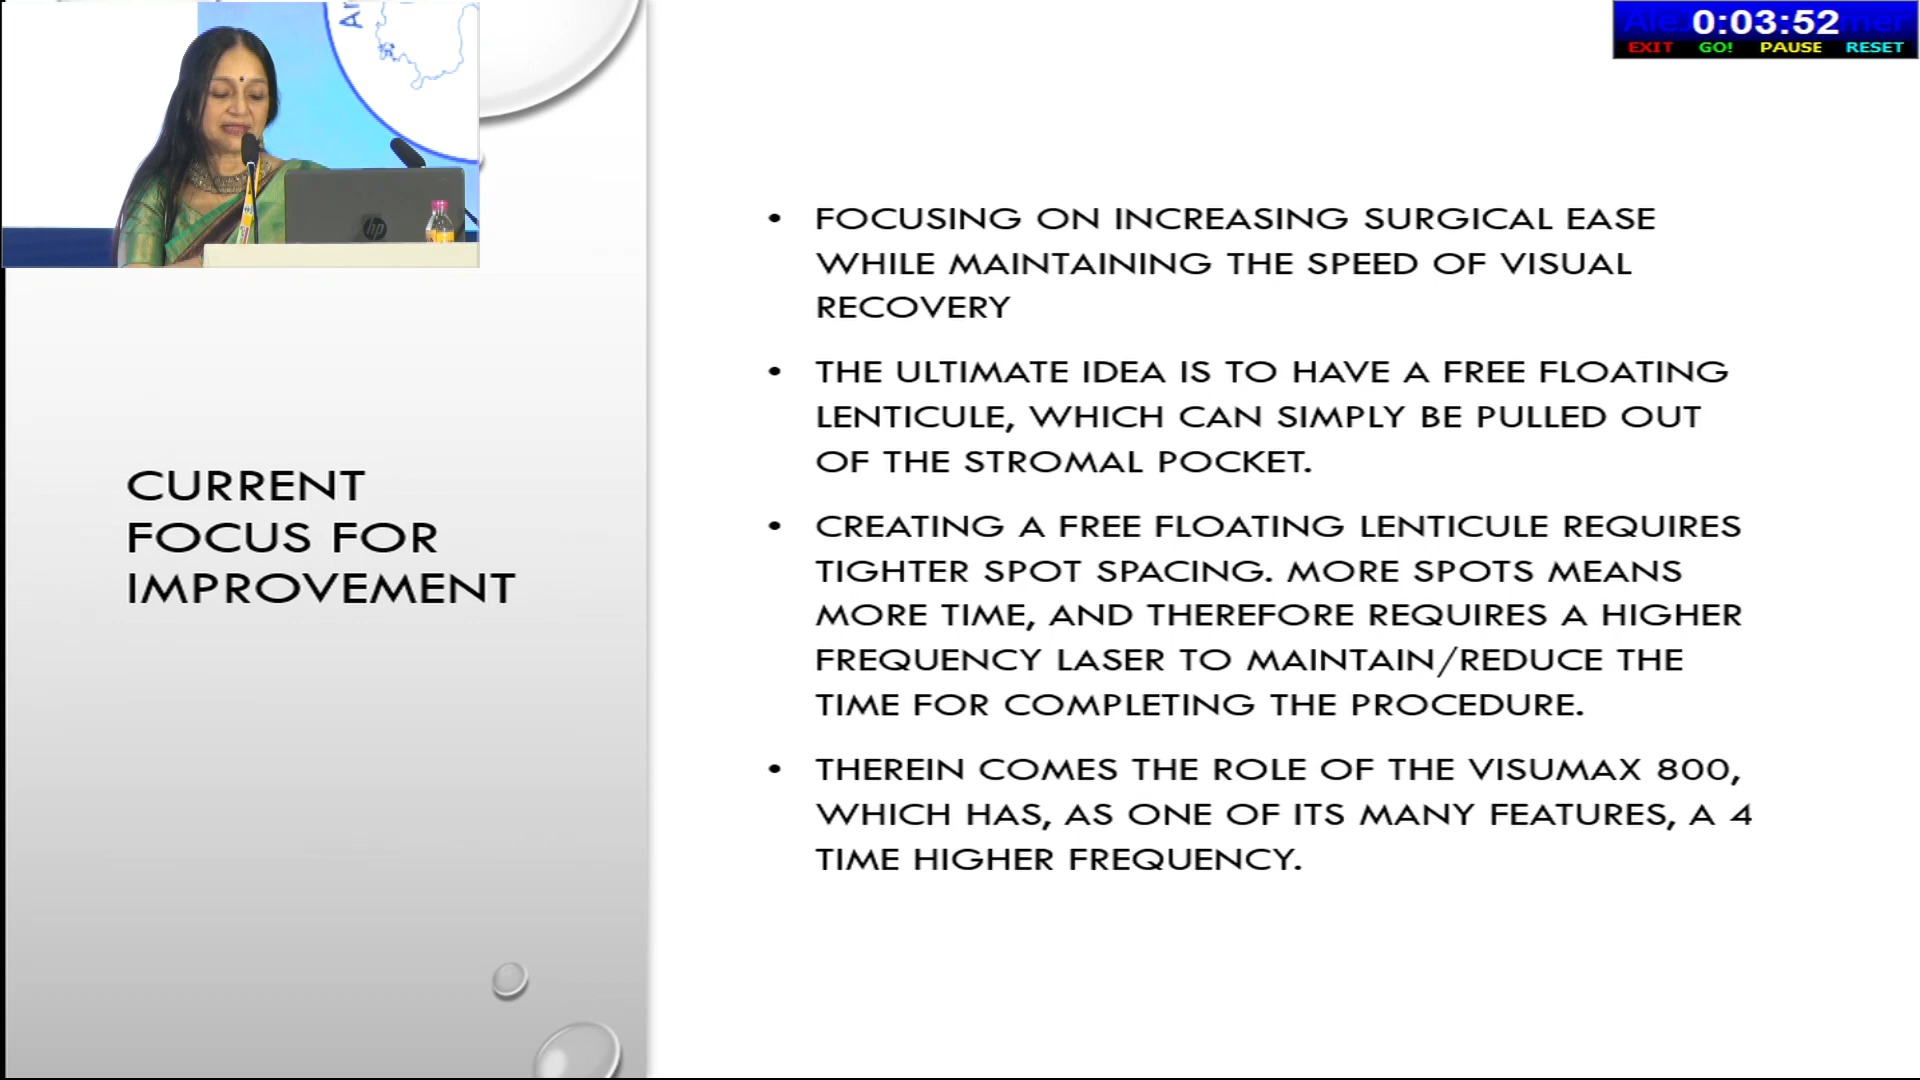 0:03:52
EXIT GO! PAUSE RESET
hp
CURRENT
FOCUS FOR
IMPROVEMENT
• FOCUSING ON INCREASING SURGICAL EASE
WHILE MAINTAINING THE SPEED OF VISUAL
RECOVERY
• THE ULTIMATE IDEA IS TO HAVE A FREE FLOATING
LENTICULE, WHICH CAN SIMPLY BE PULLED OUT
OF THE STROMAL POCKET.
• CREATING A FREE FLOATING LENTICULE REQUIRES
TIGHTER SPOT SPACING. MORE SPOTS MEANS
MORE TIME, AND THEREFORE REQUIRES A HIGHER
FREQUENCY LASER TO MAINTAIN/REDUCE THE
TIME FOR COMPLETING THE PROCEDURE.
• THEREIN COMES THE ROLE OF THE VISUMAX 800,
WHICH HAS, AS ONE OF ITS MANY FEATURES, A 4
TIME HIGHER FREQUENCY.